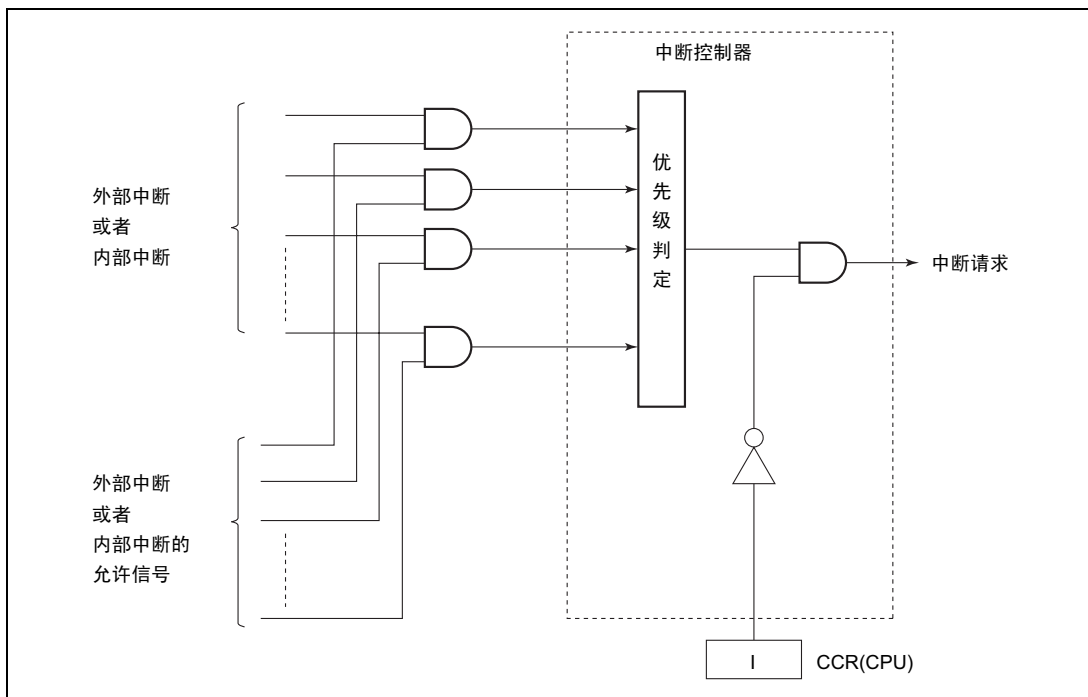 中断控制器
外部中断
或者
内部中断
优
先
级
判
定
中断请求
外部中断
或者
内部中断的
允许信号
I
CCR(CPU)